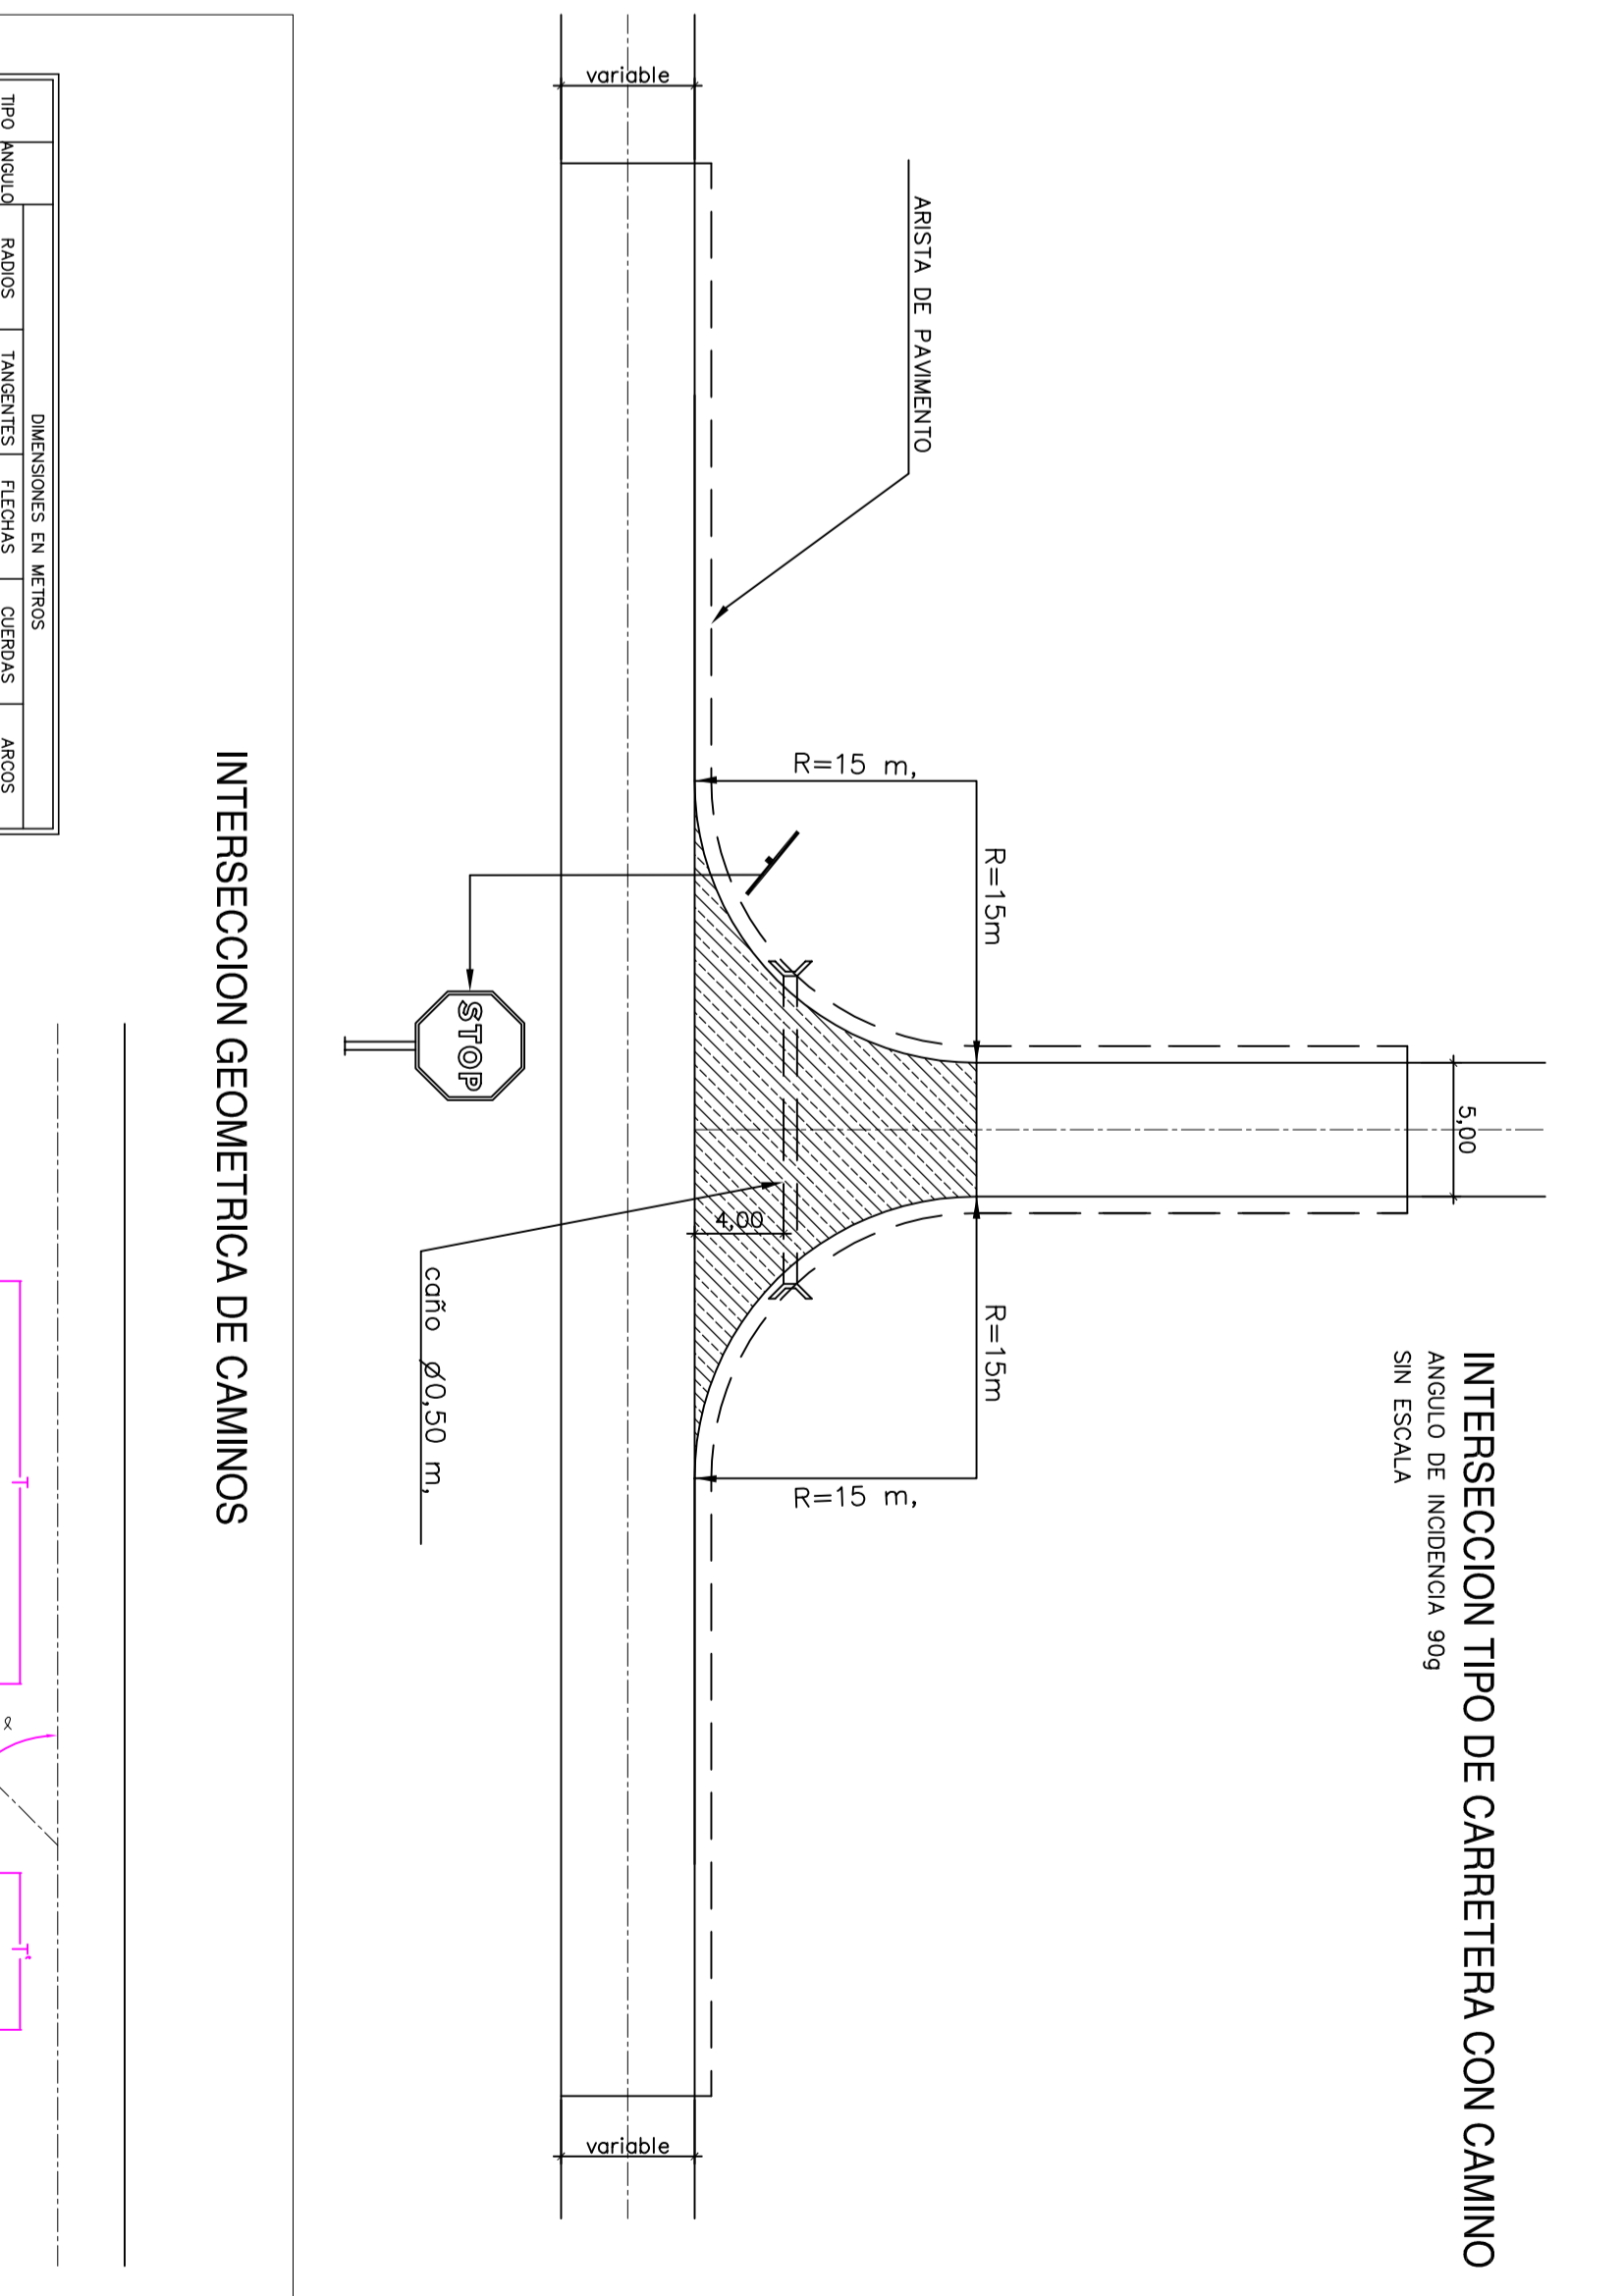 INTERSECCION TIPO DE CARRETERA CON CAMINO
ANGULO DE INCIDENCIA 90g
SIN ESCALA
5,00
R=15m
R=15m
R=15 m,
R=15 m,
ARISTA DE PAVIMENTO
variable
variable
4,00
STOP
caño ø0,50 m,
INTERSECCION GEOMETRICA DE CAMINOS
DIMENSIONES EN METROS
TIPO ANGULO RADIOS TANGENTES FLECHAS CUERDAS ARCOS
T
T'
α